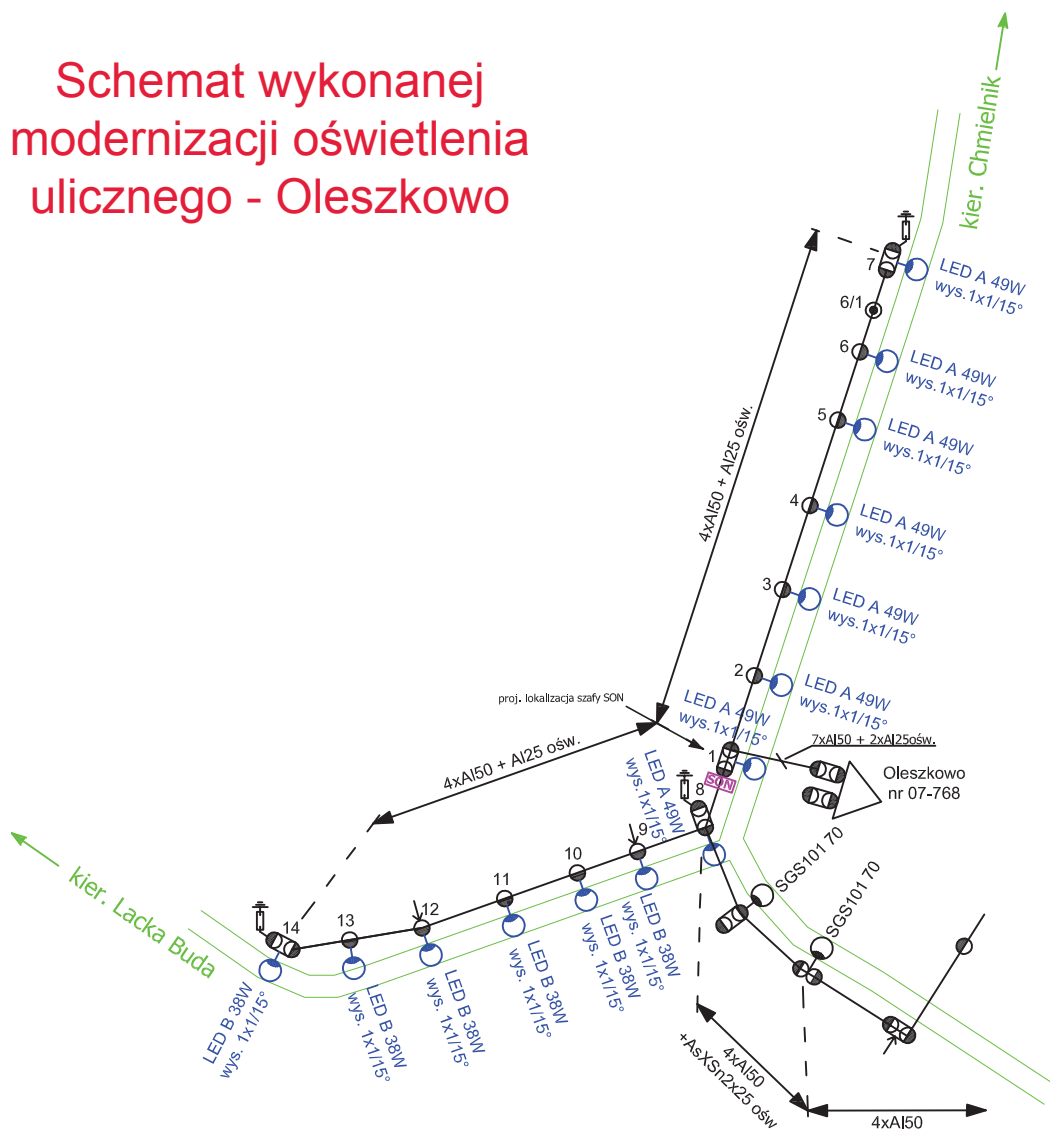 Schemat wykonanej
modernizacji oświetlenia
ulicznego - Oleszkowo
kier. Chmielnik
7
LED A 49W
wys.1x1/15°
6/1
6
LED A 49W
wys.1x1/15°
5
LED A 49W
wys.1x1/15°
4xAl50 + Al25 ośw.
4
LED A 49W
wys.1x1/15°
3
LED A 49W
wys.1x1/15°
2
LED A 49W
wys.1x1/15°
proj. lokalizacja szafy SON
LED A 49W
wys.1x1/15°
1
SON
7xAl50 + 2xAl25ośw.
Oleszkowo
nr 07-768
4xAl50 + Al25 ośw.
8
LED A 49W
wys.1x1/15°
9
LED B 38W
wys. 1x1/15°
10
LED B 38W
wys. 1x1/15°
11
LED B 38W
wys. 1x1/15°
12
LED B 38W
wys. 1x1/15°
13
LED B 38W
wys. 1x1/15°
14
LED B 38W
wys. 1x1/15°
kier. Lacka Buda
SGS101 70
SGS101 70
4xAl50
+AsXSn2x25 ośw
4xAl50